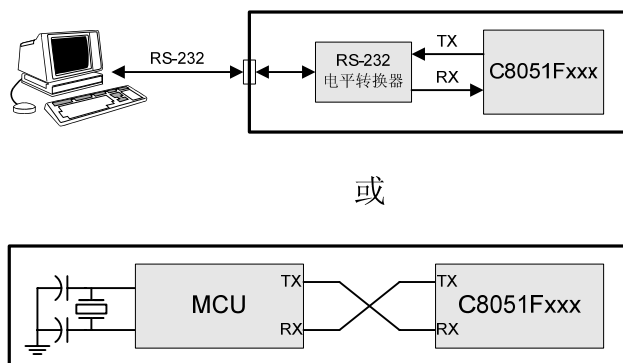 RS-232
RS-232
电平转换器
TX
RX
C8051Fxxx
或
MCU
TX
RX
TX
RX
C8051Fxxx